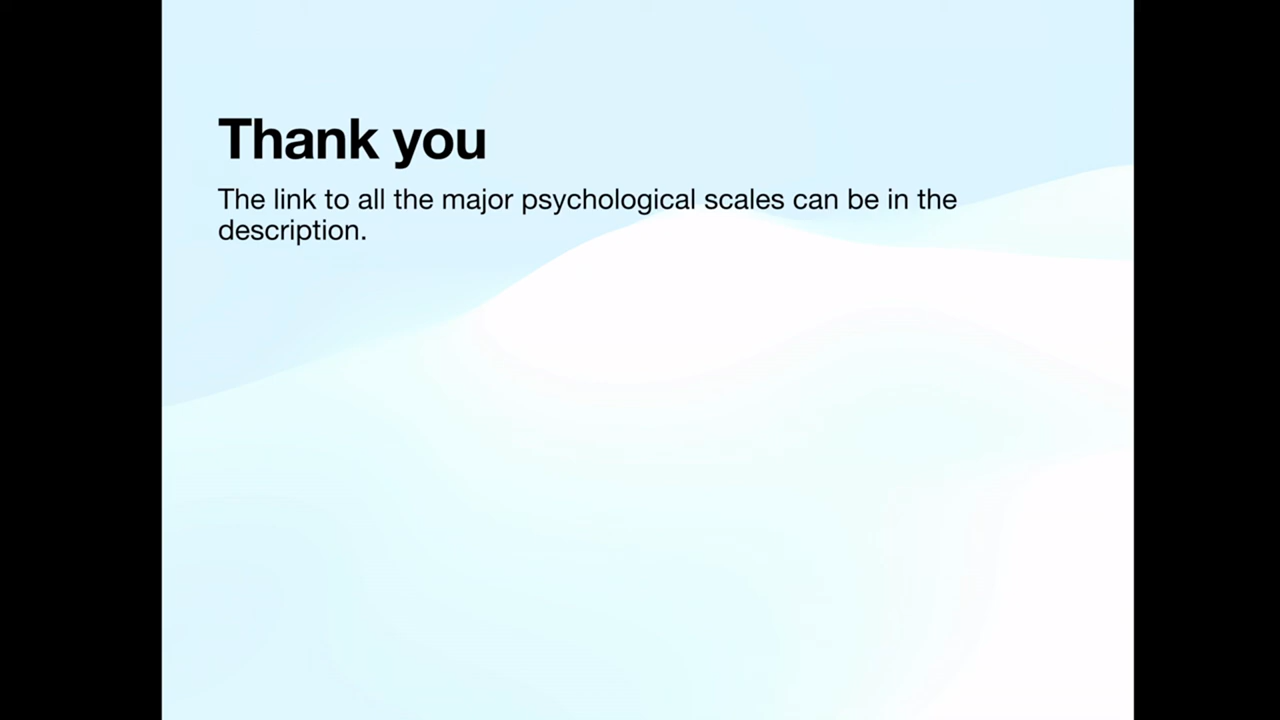 Thank you
The link to all the major psychological scales can be in the
description.